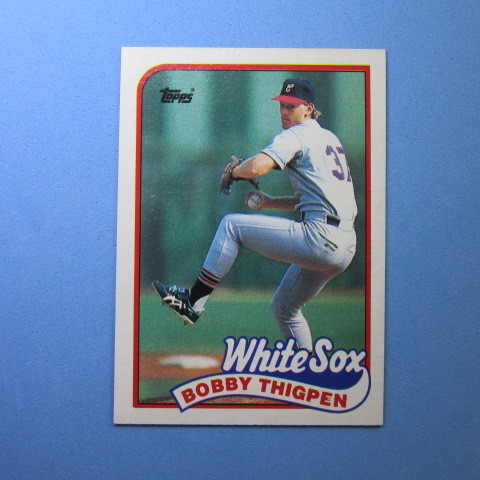 Topps
C
37
White Sox
BOBBY THIGPEN